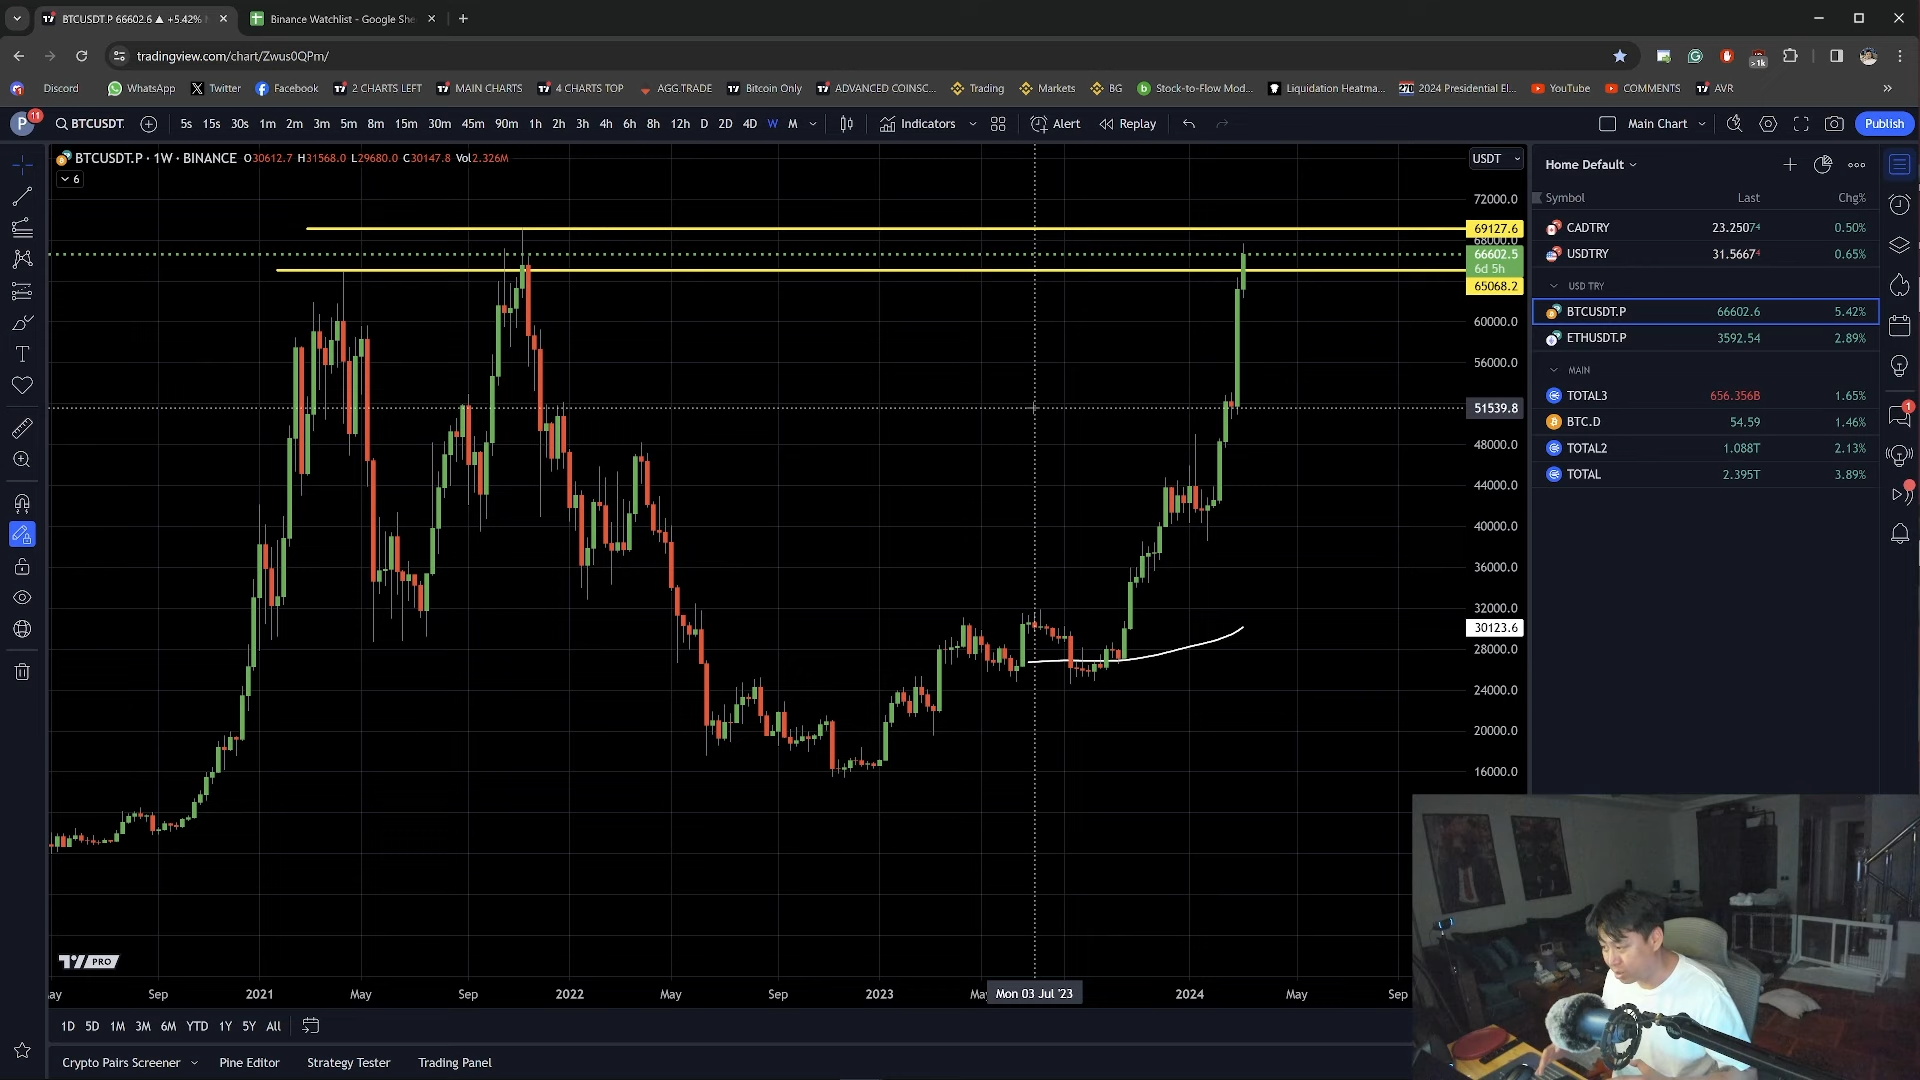 BTCUSDT.P 66602.6 ▲ +5.42%
Binance Watchlist - Google She
tradingview.com/chart/Zwus0QPm/
>1k
Discord WhatsApp Twitter Facebook 2 CHARTS LEFT MAIN CHARTS 4 CHARTS TOP AGG.TRADE Bitcoin Only ADVANCED COINSC... Trading Markets BG Stock-to-Flow Mod... Liquidation Heatma... 2024 Presidential El... YouTube COMMENTS AVR
P 11 BTCUSDT. 5s 15s 30s 1m 2m 3m 5m 8m 15m 30m 45m 90m 1h 2h 3h 4h 6h 8h 12h D 2D 4D W M Indicators Alert Replay Main Chart Publish
BTCUSDT.P · 1W · BINANCE O30612.7 H31568.0 L29680.0 C30147.8 Vol2.326M
6
USDT
72000.0
69127.6
68000.0
66602.5
6d 5h
65068.2
60000.0
56000.0
51539.8
48000.0
44000.0
40000.0
36000.0
32000.0
30123.6
28000.0
24000.0
20000.0
16000.0
Home Default
Symbol Last Chg%
CADTRY 23.25074 0.50%
USDTRY 31.5667 0.65%
USD TRY
BTCUSDT.P 66602.6 5.42%
ETHUSDT.P 3592.54 2.89%
MAIN
TOTAL3 656.356B 1.65%
BTC.D 54.59 1.46%
TOTAL2 1.088T 2.13%
TOTAL 2.395T 3.89%
1
PRO
ay Sep 2021 May Sep 2022 May Sep 2023 Ma Mon 03 Jul '23 2024 May Sep
1D 5D 1M 3M 6M YTD 1Y 5Y All
Crypto Pairs Screener Pine Editor Strategy Tester Trading Panel